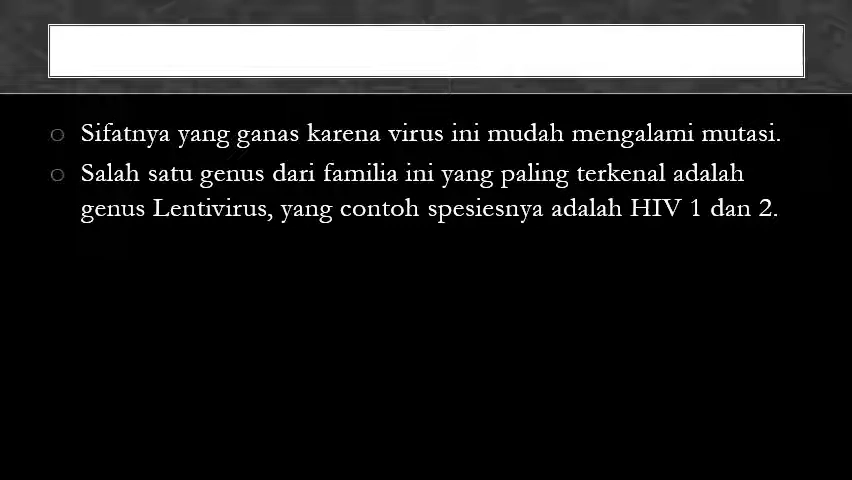 Sifatnya yang ganas karena virus ini mudah mengalami mutasi.
Salah satu genus dari familia ini yang paling terkenal adalah
genus Lentivirus, yang contoh spesiesnya adalah HIV 1 dan 2.